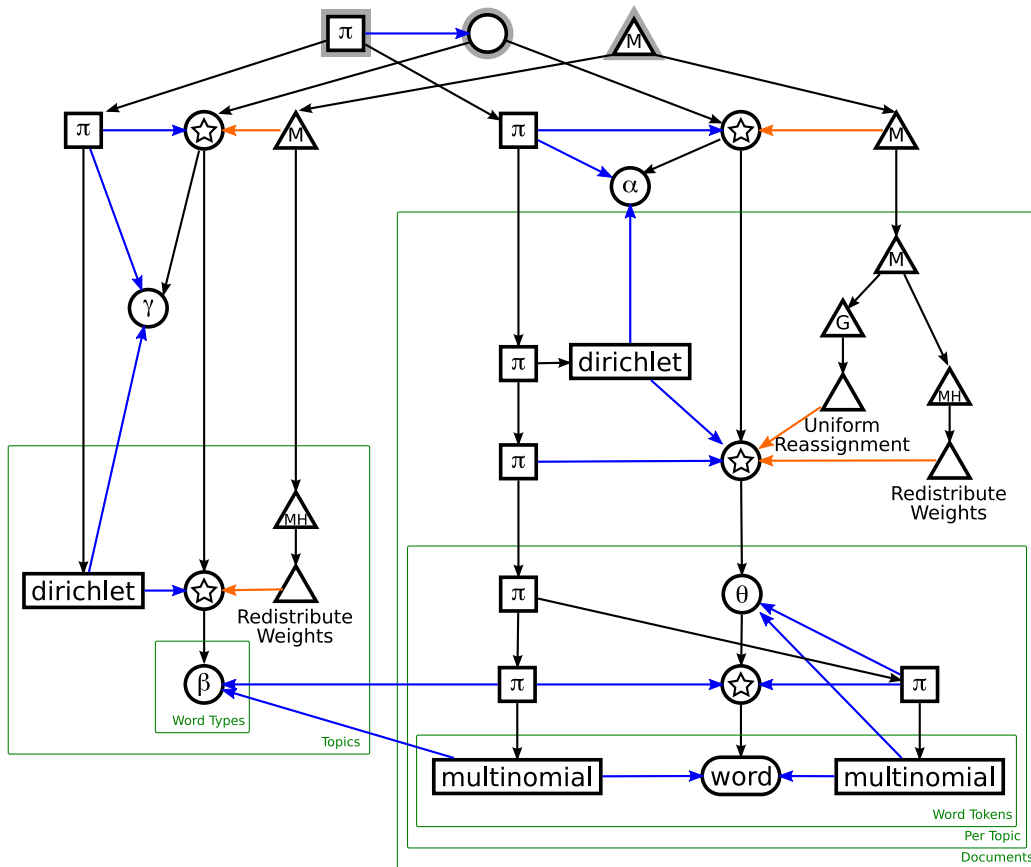 π
M
π
M
π
M
α
M
γ
G
π
dirichlet
MH
Uniform
Reassignment
π
Redistribute
Weights
MH
dirichlet
Redistribute
Weights
π
θ
β
π
π
Word Types
Topics
multinomial
word
multinomial
Word Tokens
Per Topic
Documents